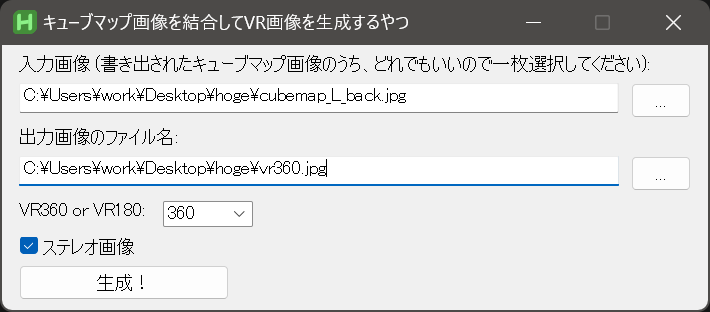 キューブマップ画像を結合してVR画像を生成するやつ
入力画像（書き出されたキューブマップ画像のうち、どれでもいいので一枚選択してください）:
C:¥Users¥work¥Desktop¥hoge¥cubemap_L_back.jpg
...
出力画像のファイル名:
C:¥Users¥work¥Desktop¥hoge¥vr360.jpg
...
VR360 or VR180:
360
ステレオ画像
生成！